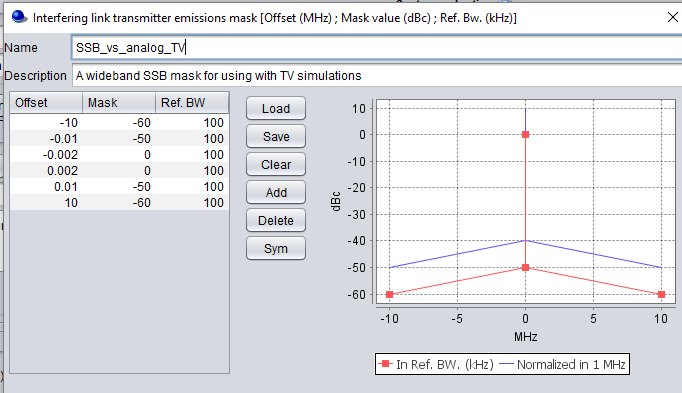 Interfering link transmitter emissions mask [Offset (MHz) ; Mask value (dBc) ; Ref. Bw. (kHz)]
Name SSB_vs_analog_TV
Description A wideband SSB mask for using with TV simulations
Offset Mask Ref. BW
-10 -60 100
-0.01 -50 100
-0.002 0 100
0.002 0 100
0.01 -50 100
10 -60 100
Load
Save
Clear
Add
Delete
Sym
10
0
-10
-20
-30
-40
-50
-60
dBc
-10 -5 0 5 10
MHz
In Ref. BW. (kHz) Normalized in 1 MHz